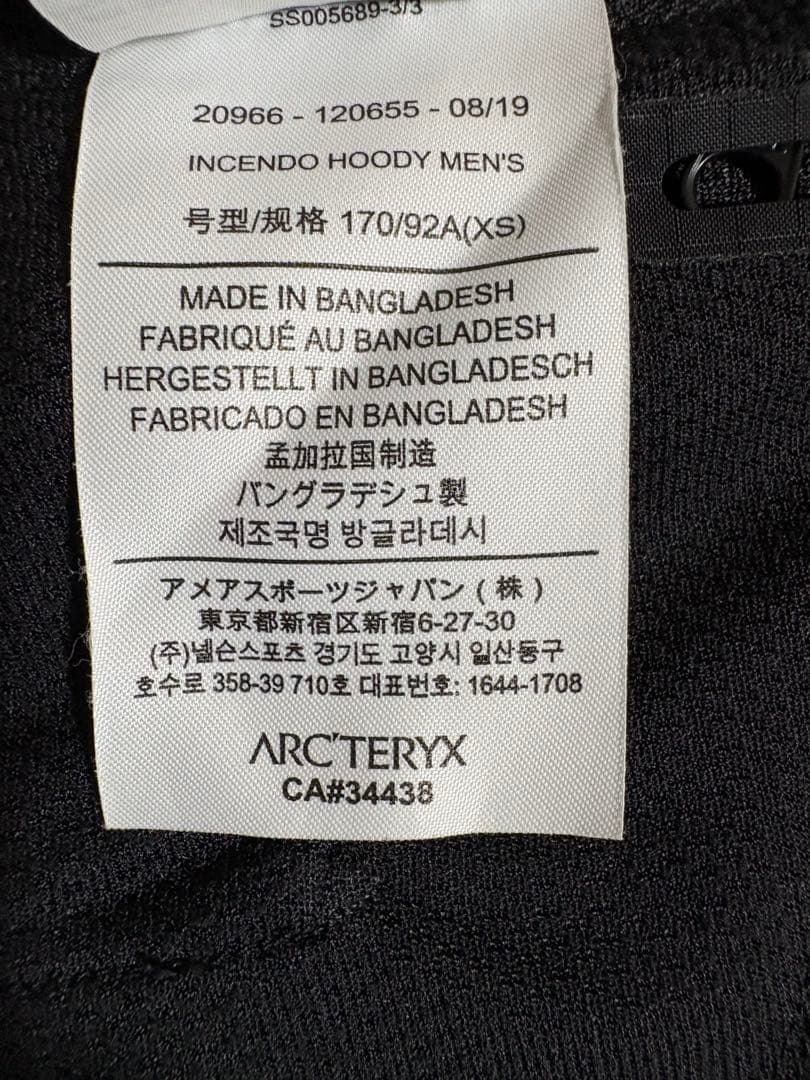 SS005689-3/3
20966 - 120655 - 08/19
INCENDO HOODY MEN'S
号型/规格 170/92A(XS)
MADE IN BANGLADESH
FABRIQUÉ AU BANGLADESH
HERGESTELLT IN BANGLADESCH
FABRICADO EN BANGLADESH
孟加拉国制造
バングラデシュ製
제조국명 방글라데시
アメアスポーツジャパン(株)
東京都新宿区新宿6-27-30
(주)넬슨스포츠 경기도 고양시 일산동구
호수로 358-39 710호 대표번호: 1644-1708
ARC'TERYX
CA#34438